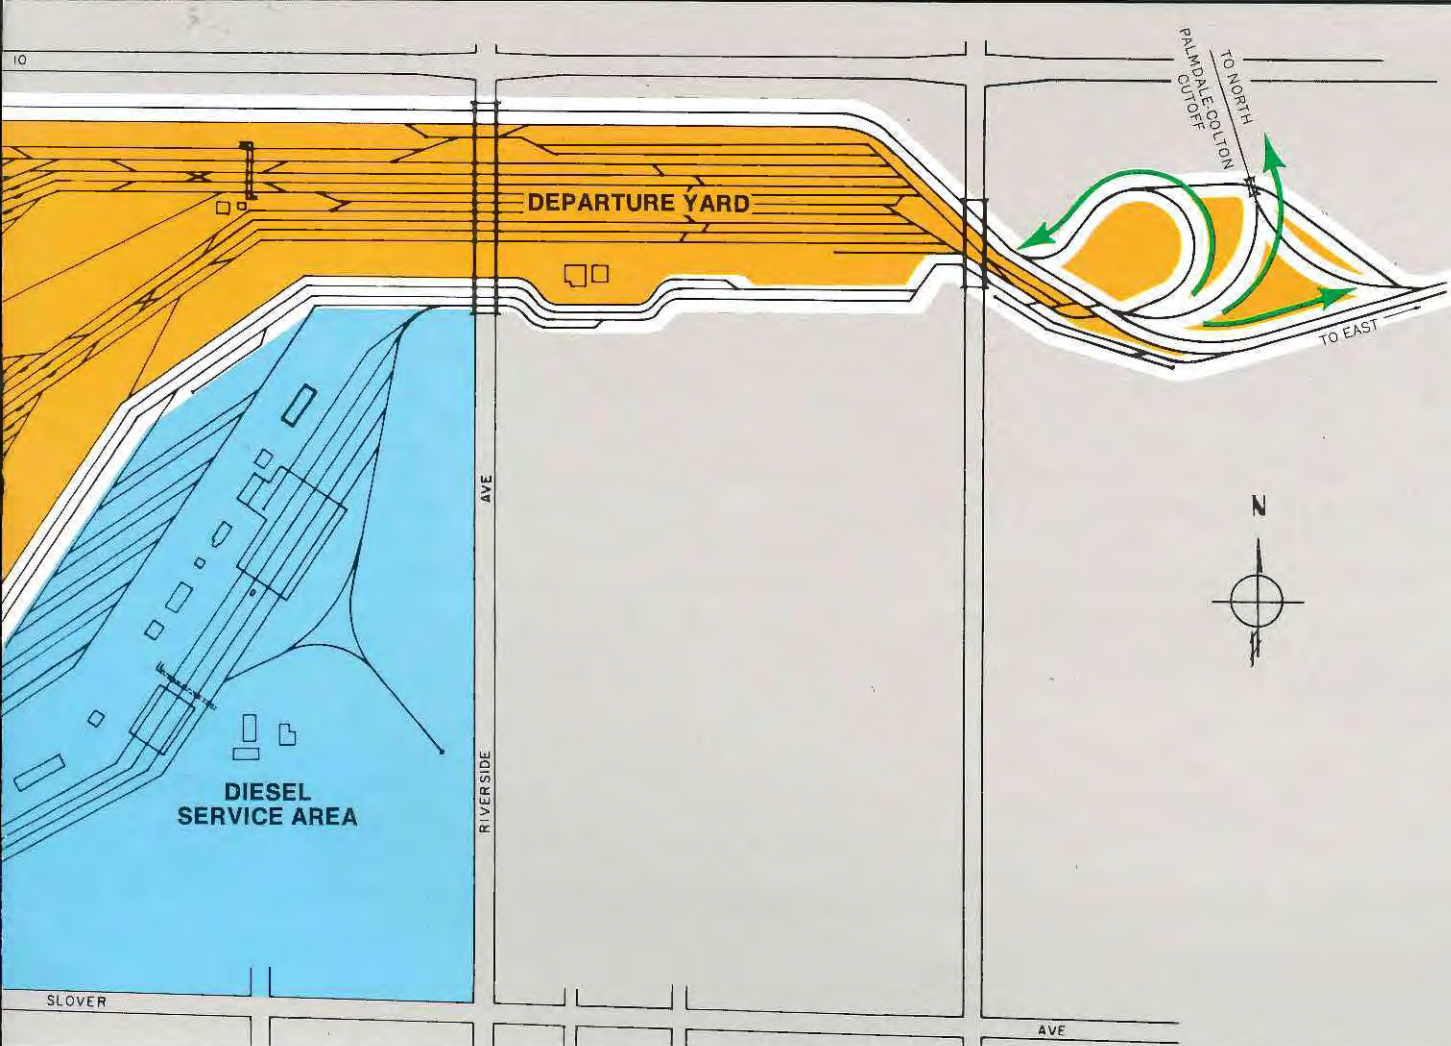 10
TO NORTH
PALMDALE-COLTON
CUTOFF
DEPARTURE YARD
TO EAST
AVE
N
RIVERSIDE
DIESEL
SERVICE AREA
SLOVER
AVE